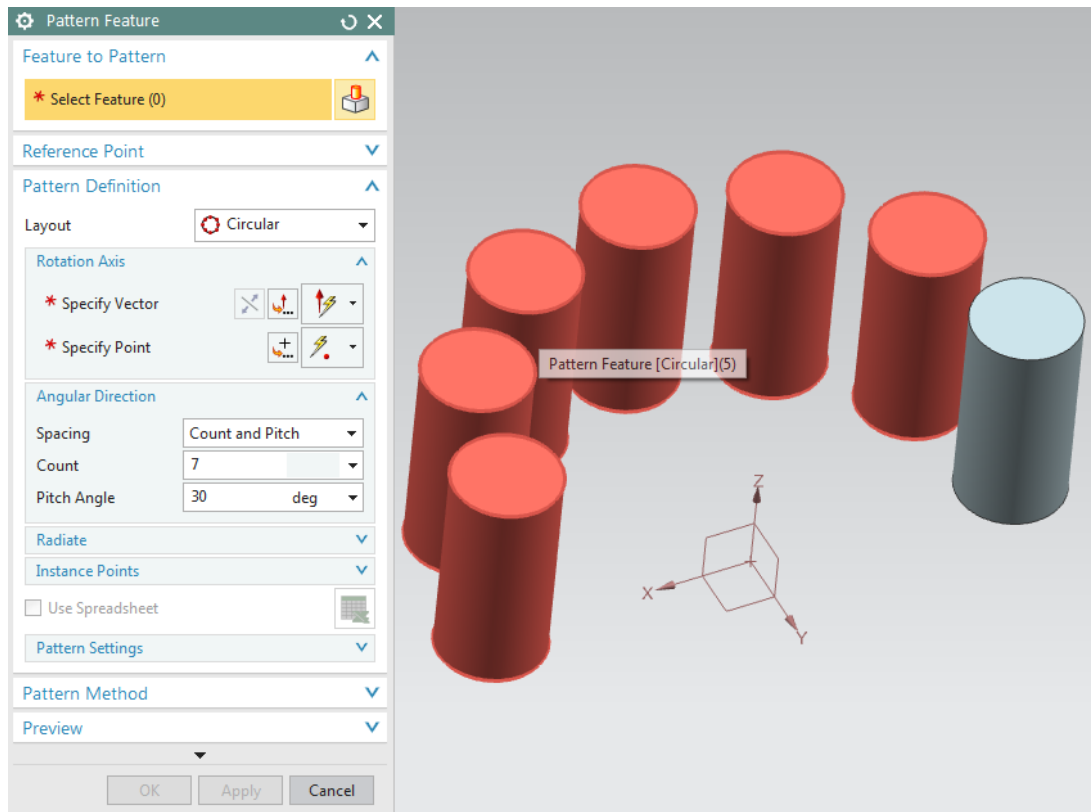 Pattern Feature
Feature to Pattern
* Select Feature (0)
Reference Point
Pattern Definition
Layout Circular
Rotation Axis
* Specify Vector
* Specify Point
Angular Direction
Spacing Count and Pitch
Count 7
Pitch Angle 30 deg
Radiate
Instance Points
Use Spreadsheet
Pattern Settings
Pattern Method
Preview
OK Apply Cancel
Pattern Feature [Circular](5)
Z
X
Y